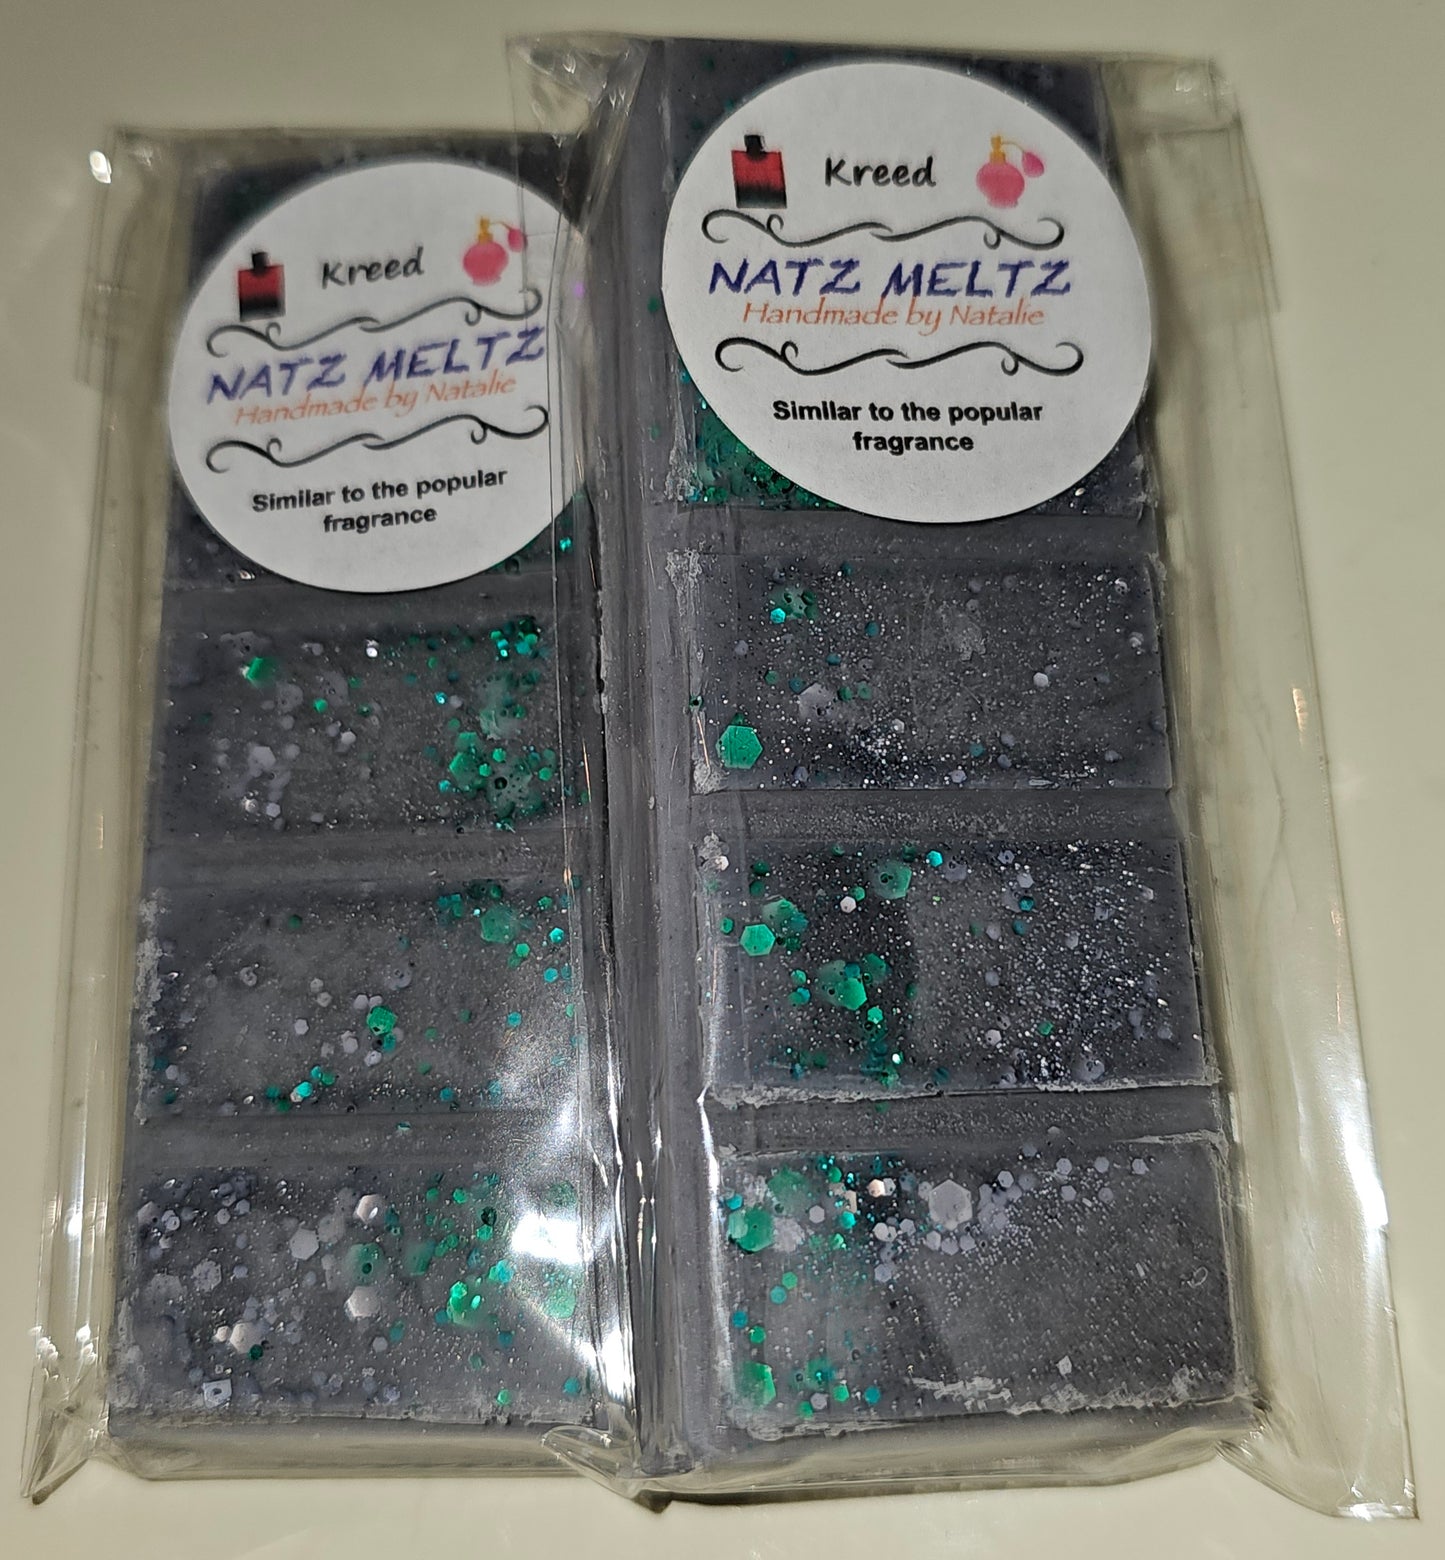 Kreed
NATZ MELTZ
Handmade by Natalie
Similar to the popular
fragrance
Kreed
NATZ MELTZ
Handmade by Natalie
Similar to the popular
fragrance